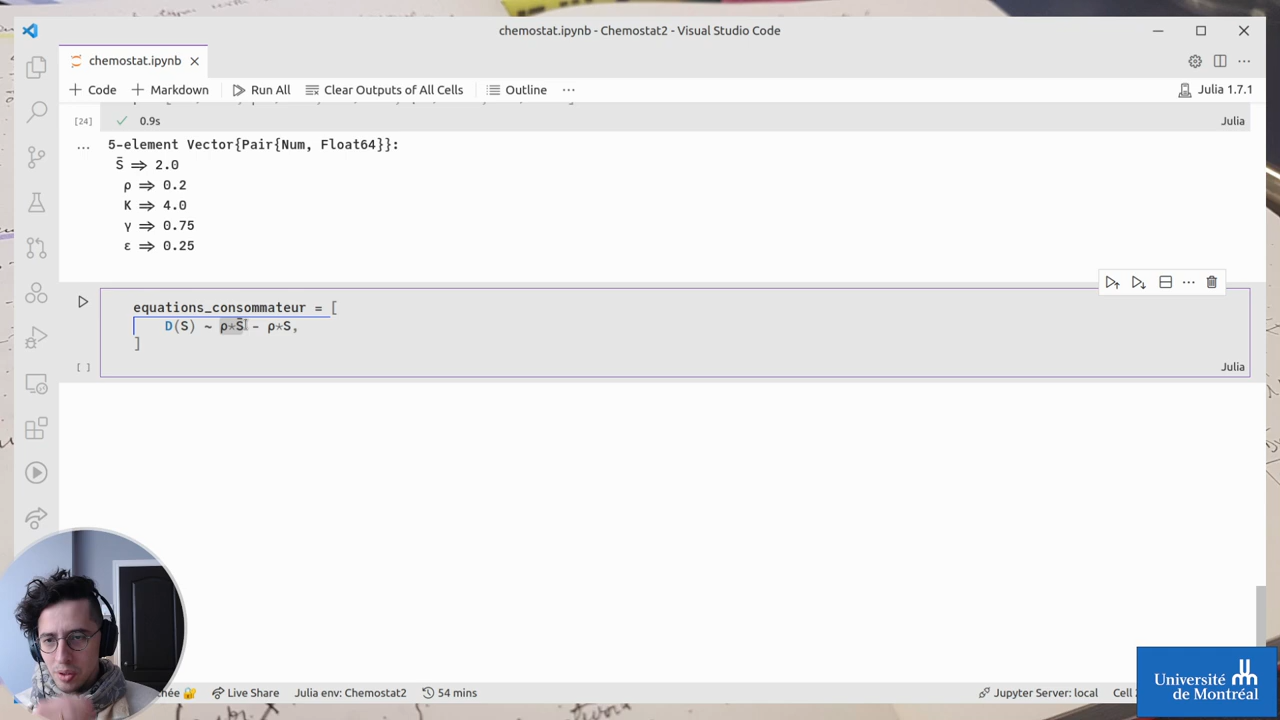 chemostat.ipynb - Chemostat2 - Visual Studio Code
chemostat.ipynb
Code Markdown Run All Clear Outputs of All Cells Outline ··· Julia 1.7.1
[24] 0.9s Julia
... 5-element Vector{Pair{Num, Float64}}:
S̄ ⇒ 2.0
ρ ⇒ 0.2
K ⇒ 4.0
γ ⇒ 0.75
ε ⇒ 0.25
equations_consommateur = [
D(S) ~ ρ*S̄ - ρ*S,
]
[ ] Julia
Live Share Julia env: Chemostat2 54 mins Jupyter Server: local Cell
Université
de Montréal